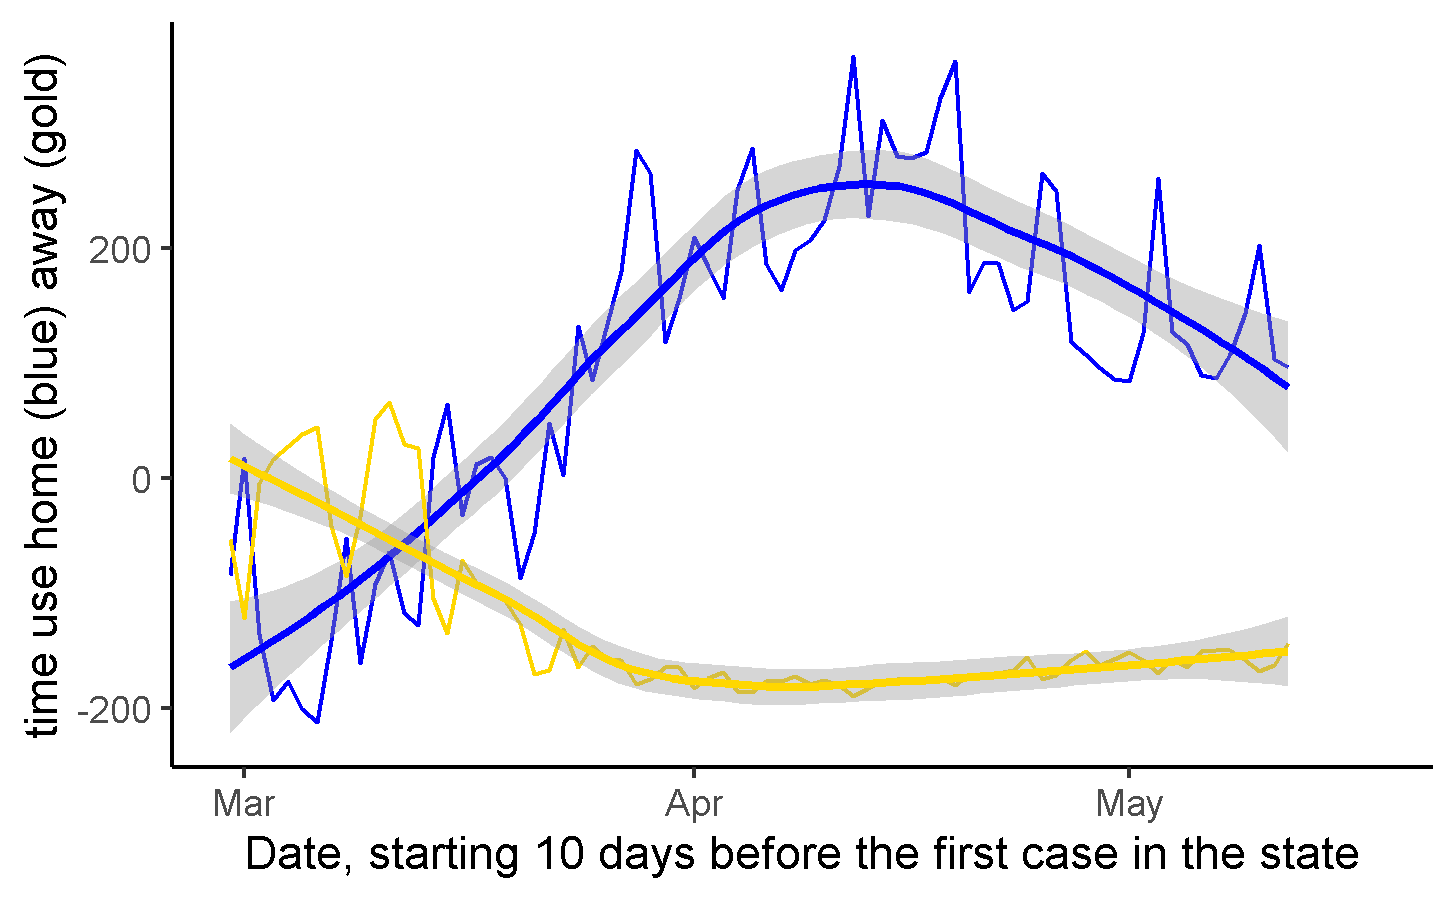 time use home (blue) away (gold)
200
0
-200
Mar Apr May
Date, starting 10 days before the first case in the state